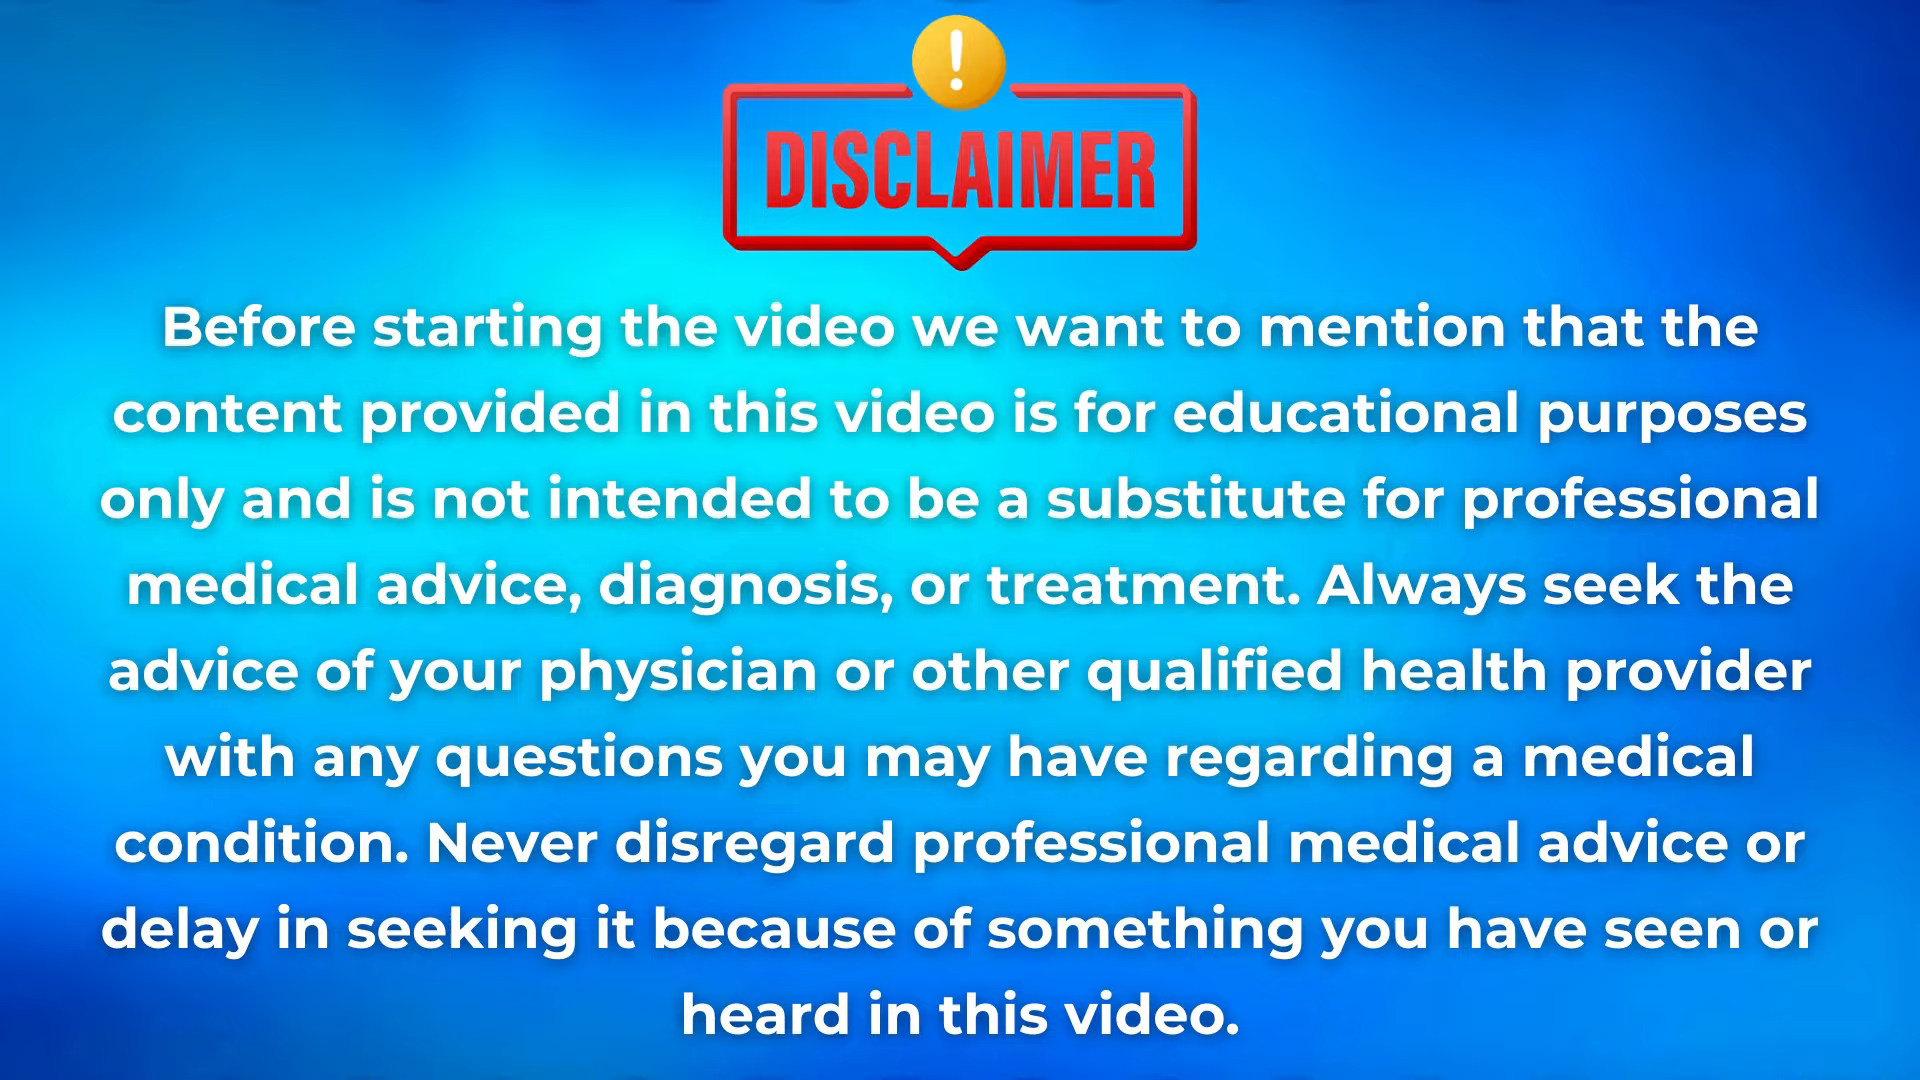 !
DISCLAIMER
Before starting the video we want to mention that the
content provided in this video is for educational purposes
only and is not intended to be a substitute for professional
medical advice, diagnosis, or treatment. Always seek the
advice of your physician or other qualified health provider
with any questions you may have regarding a medical
condition. Never disregard professional medical advice or
delay in seeking it because of something you have seen or
heard in this video.